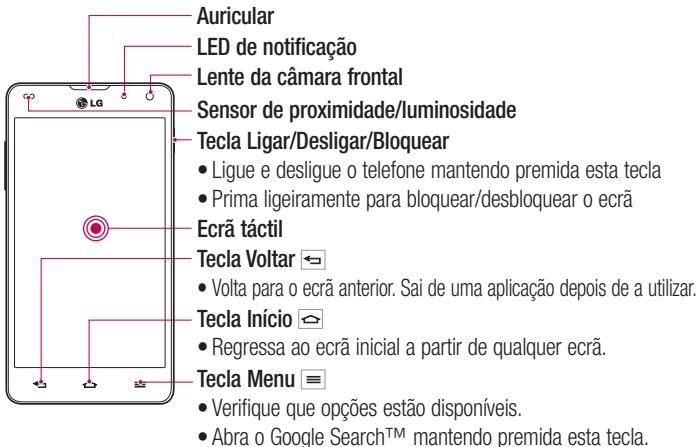 Auricular
LED de notificação
Lente da câmara frontal
LG
Sensor de proximidade/luminosidade
Tecla Ligar/Desligar/Bloquear
• Ligue e desligue o telefone mantendo premida esta tecla
• Prima ligeiramente para bloquear/desbloquear o ecrã
Ecrã táctil
Tecla Voltar
• Volta para o ecrã anterior. Sai de uma aplicação depois de a utilizar.
Tecla Início
• Regressa ao ecrã inicial a partir de qualquer ecrã.
Tecla Menu
• Verifique que opções estão disponíveis.
• Abra o Google Search™ mantendo premida esta tecla.